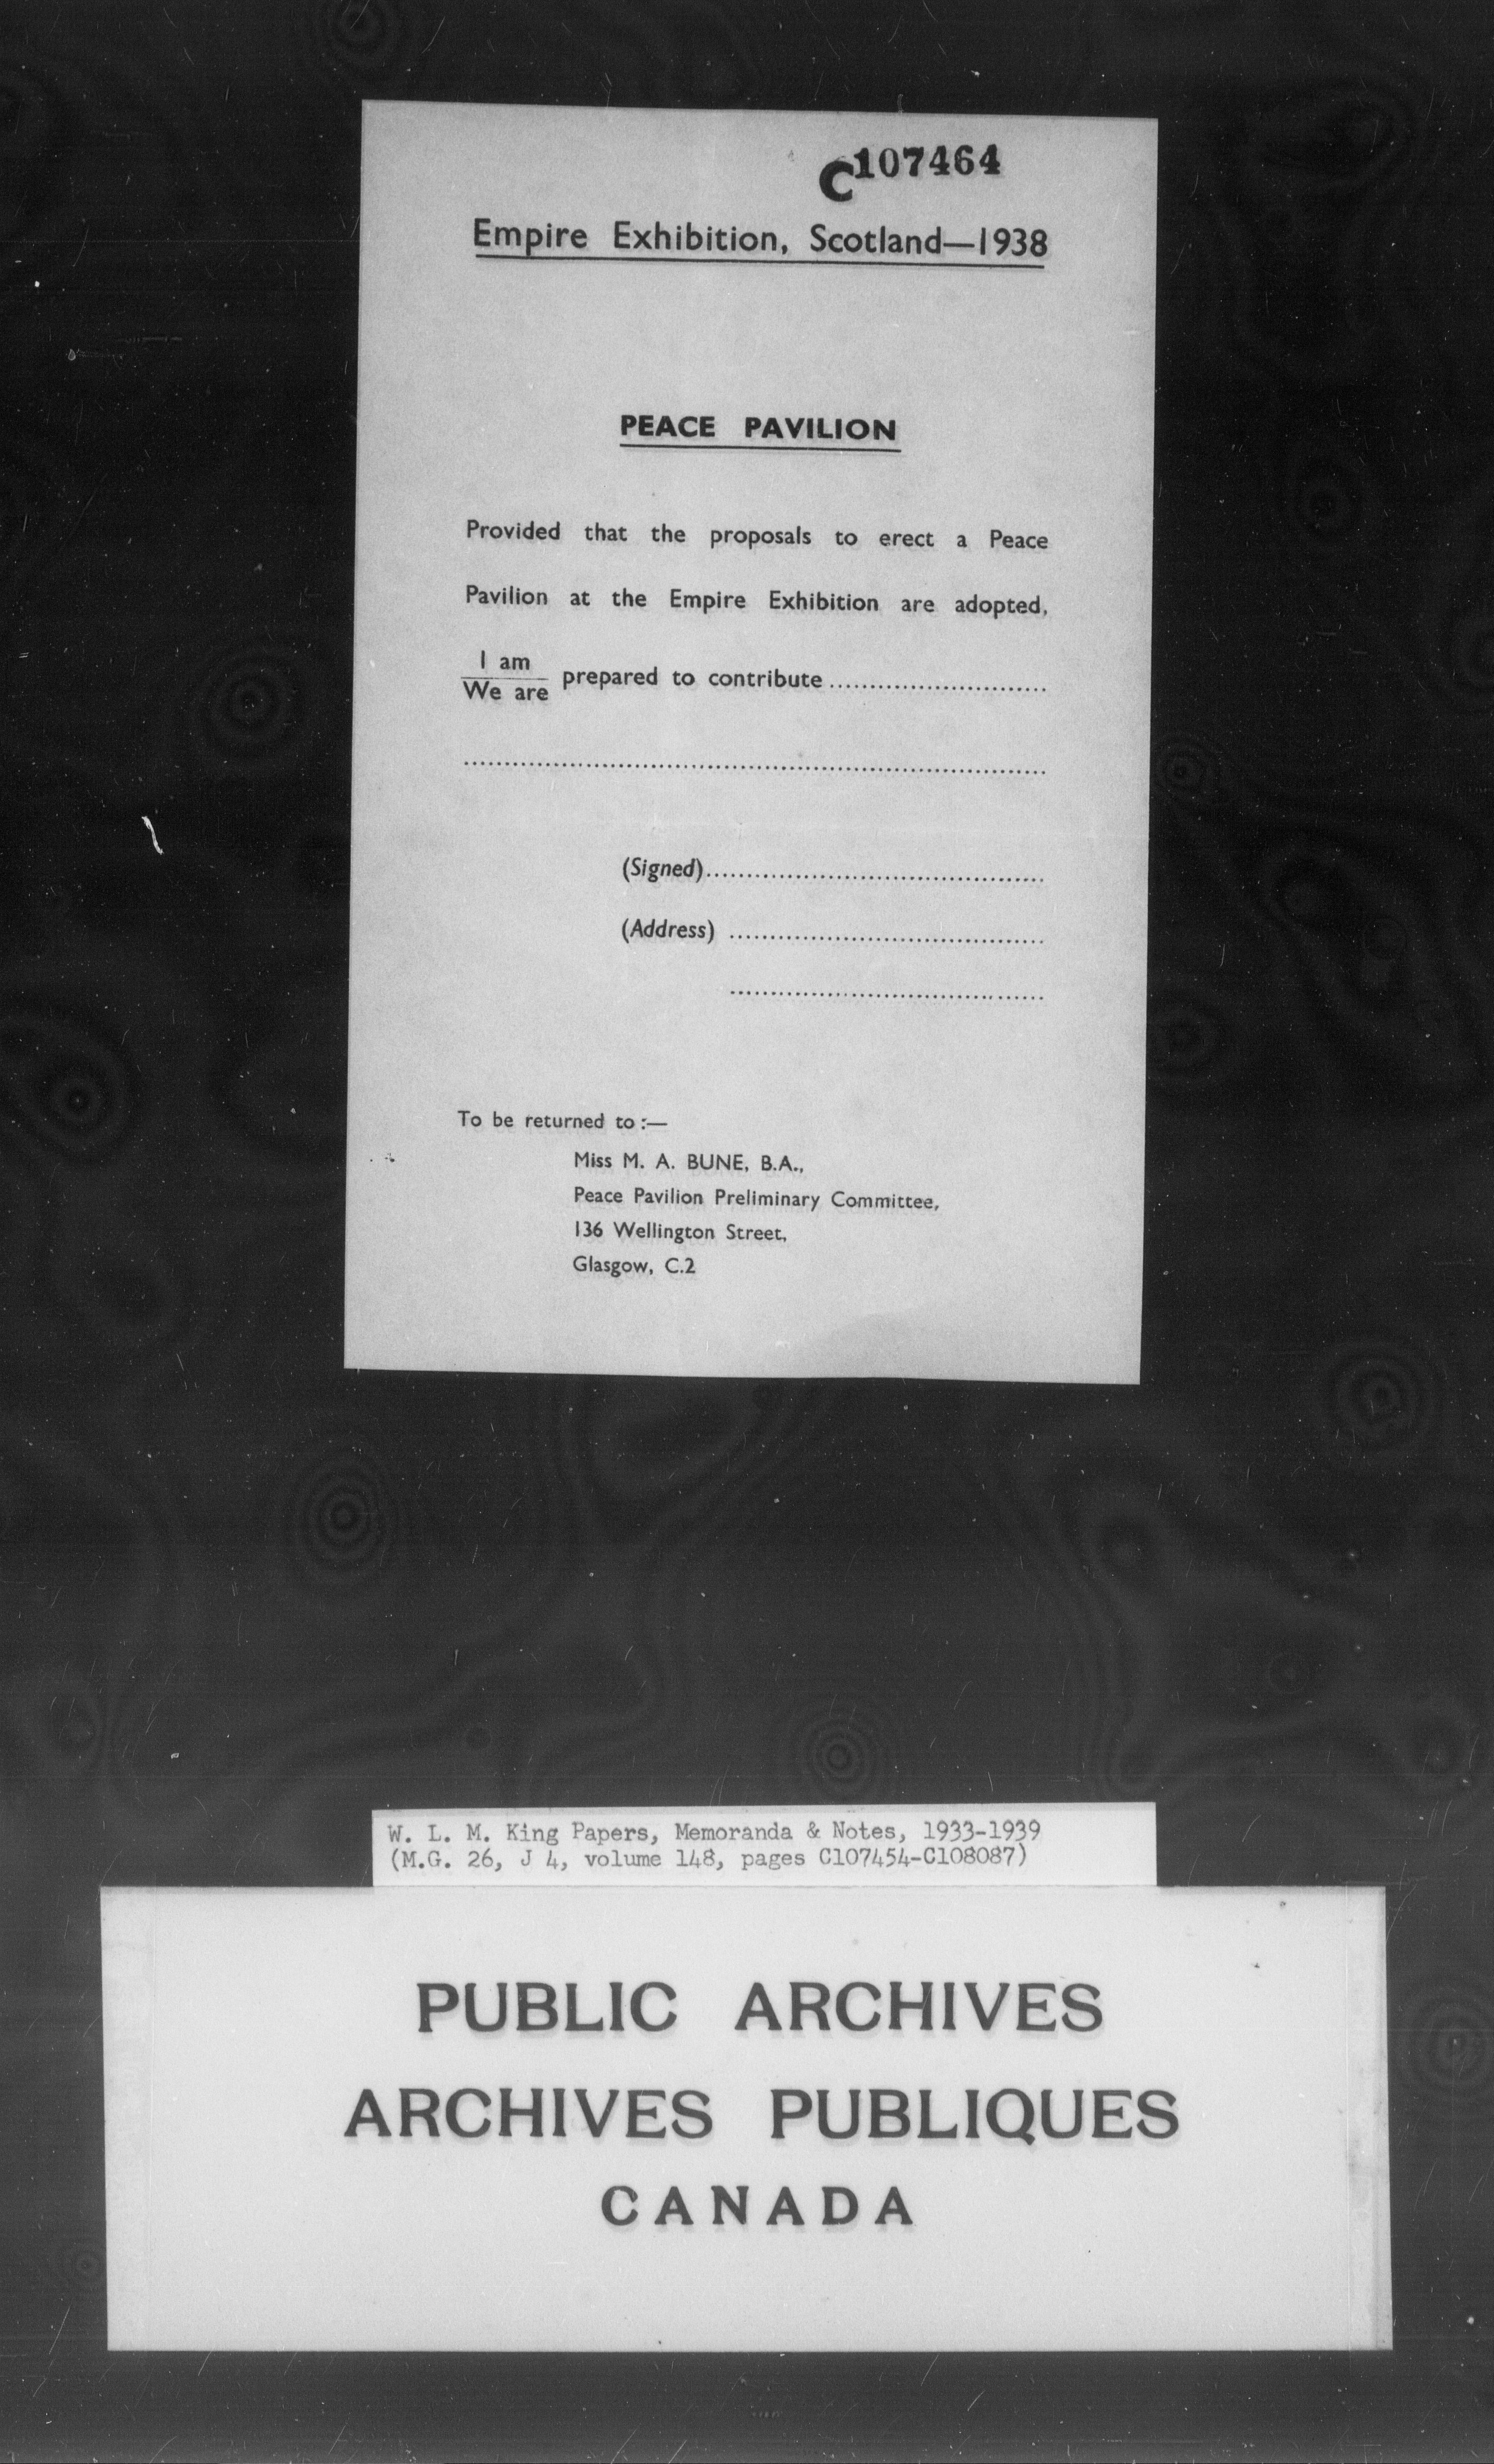 C107464
Empire Exhibition, Scotland—1938
PEACE PAVILION
Provided that the proposals to erect a Peace
Pavilion at the Empire Exhibition are adopted,
I am
We are prepared to contribute..............................
................................................................................
(Signed)..............................................
(Address) ...........................................
...........................................
To be returned to :—
Miss M. A. BUNE, B.A.,
Peace Pavilion Preliminary Committee,
136 Wellington Street,
Glasgow, C.2
W. L. M. King Papers, Memoranda & Notes, 1933-1939
(M.G. 26, J 4, volume 148, pages C107454-C108087)
PUBLIC ARCHIVES
ARCHIVES PUBLIQUES
CANADA